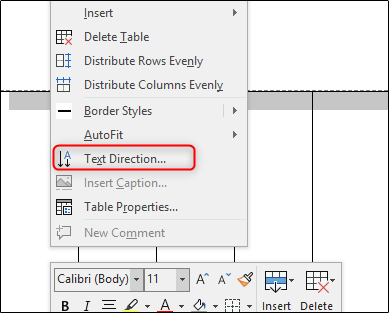 Insert
Delete Table
Distribute Rows Evenly
Distribute Columns Evenly
Border Styles
AutoFit
Text Direction...
Insert Caption...
Table Properties...
New Comment
Calibri (Body) 11 A A
B I A Insert Delete